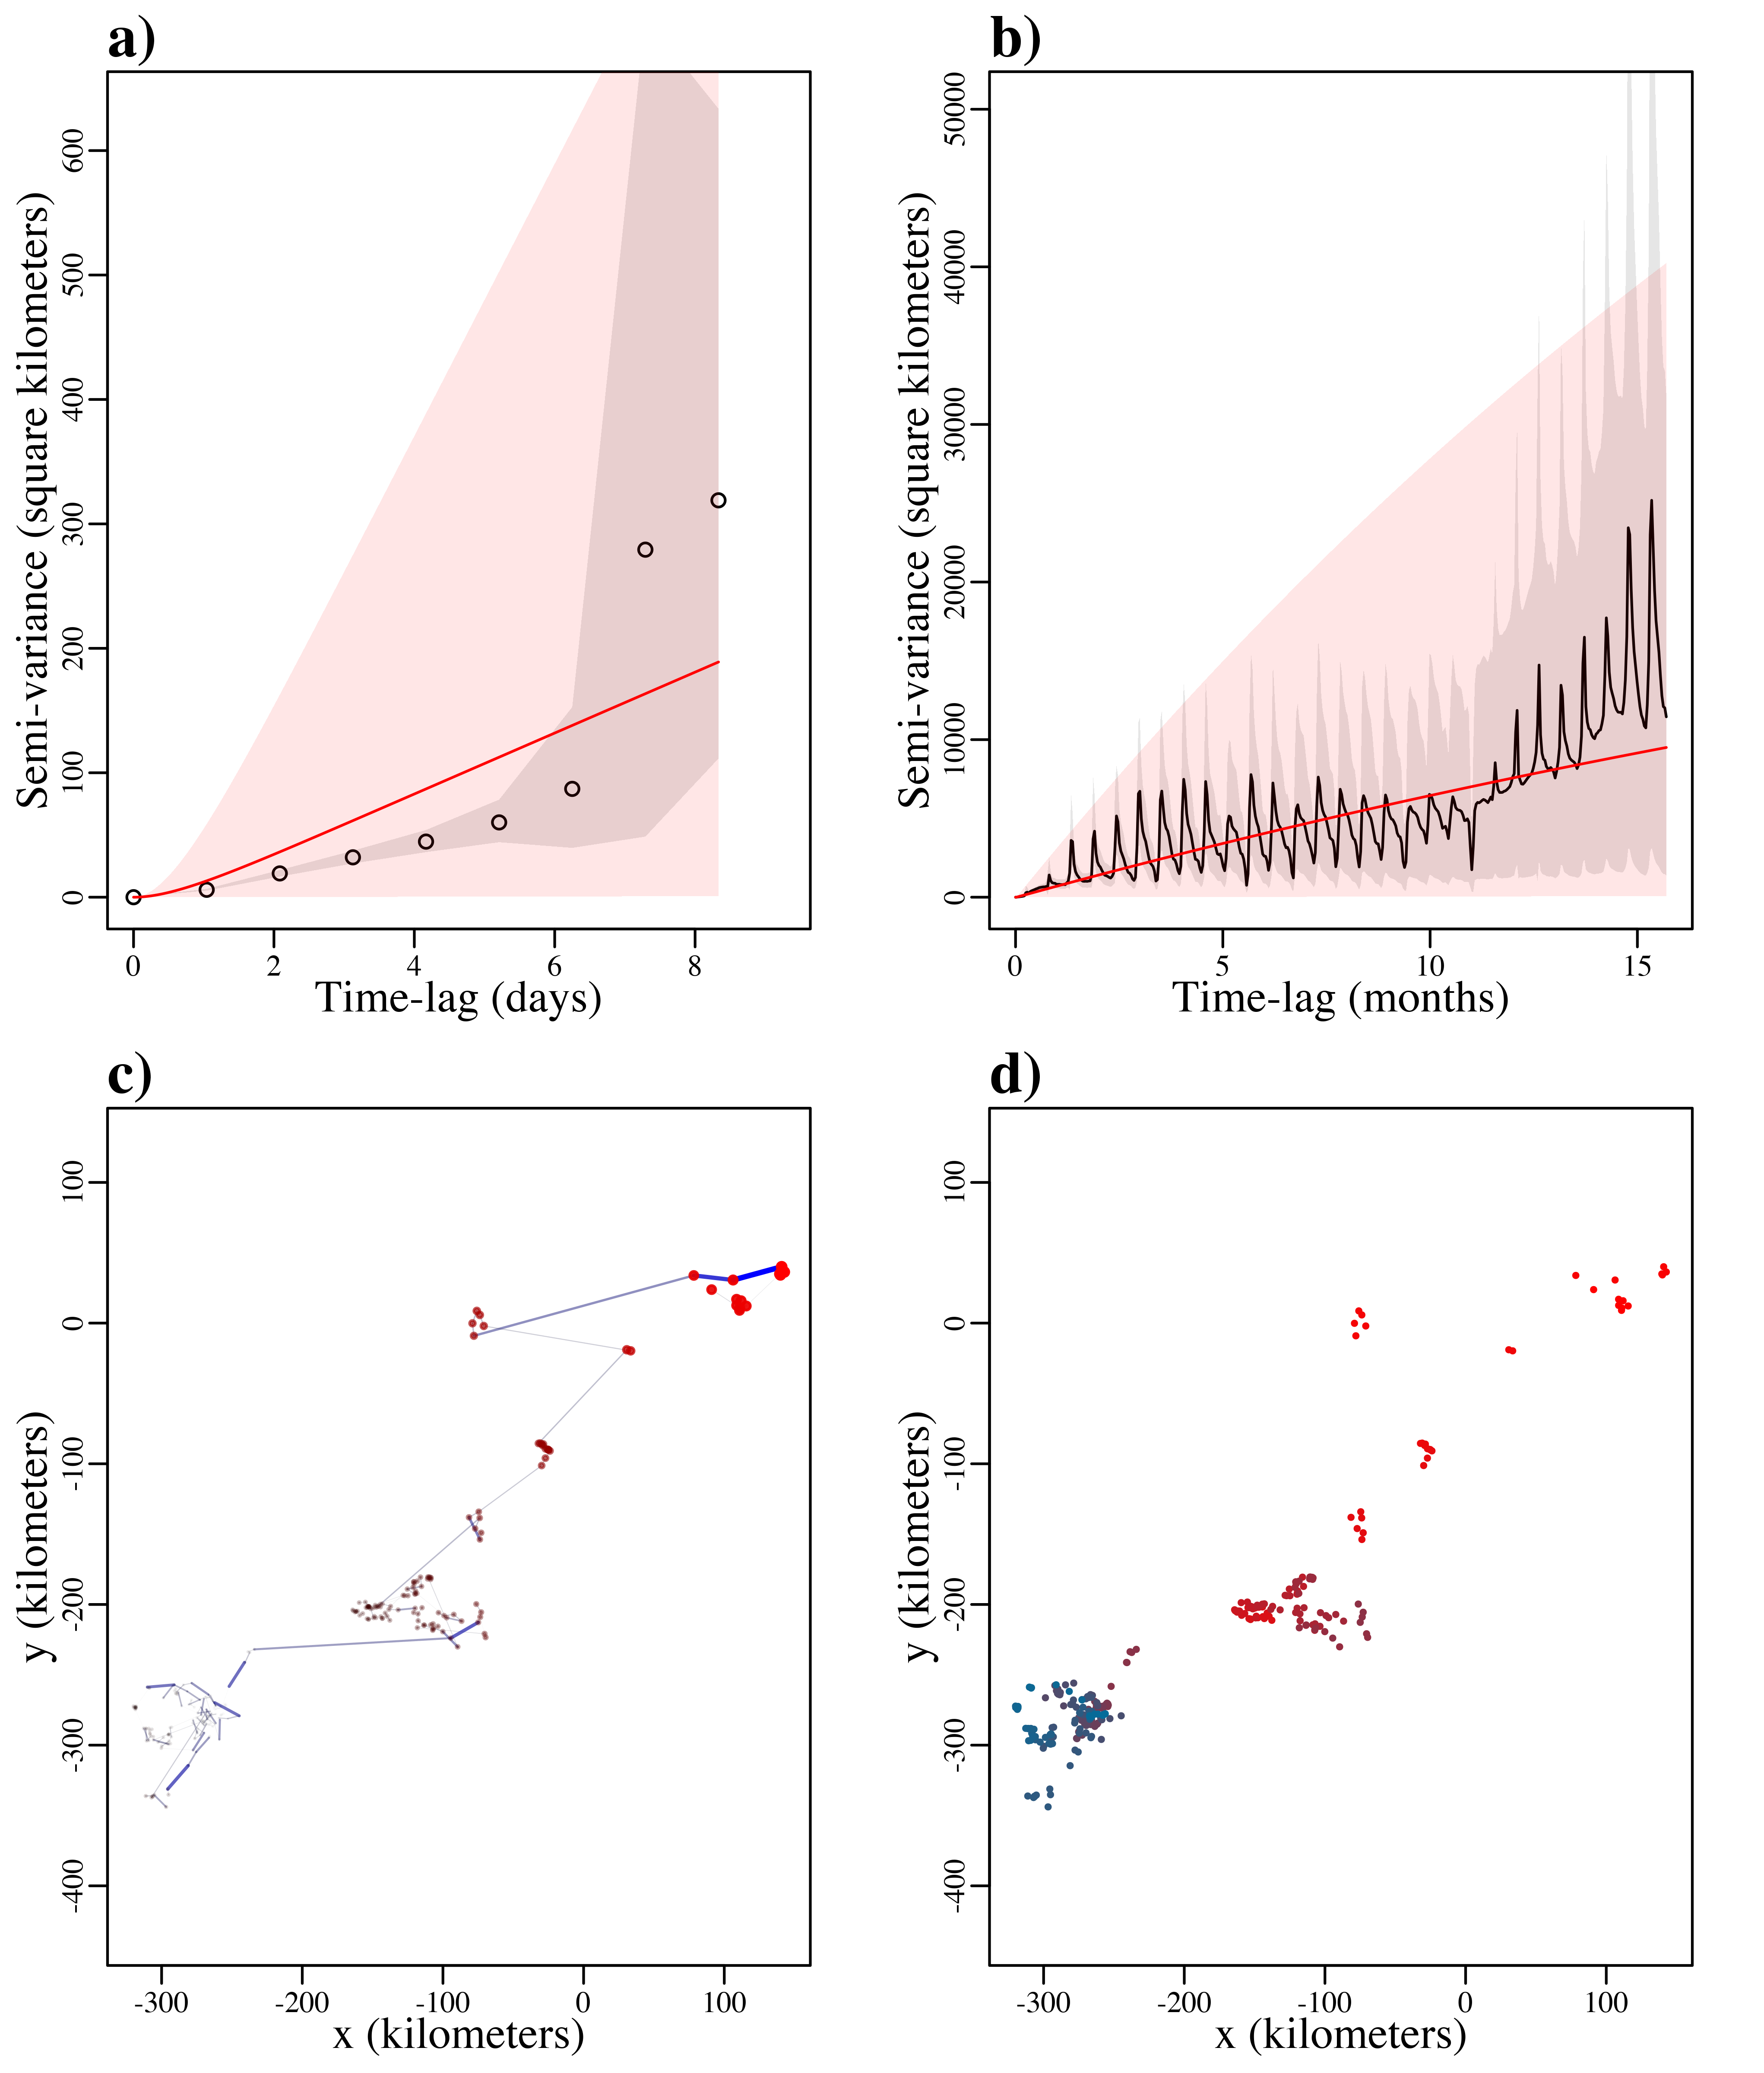 a)
Semi-variance (square kilometers)
600
500
400
300
200
100
0
0 2 4 6 8
Time-lag (days)
b)
Semi-variance (square kilometers)
50000
40000
30000
20000
10000
0
0 5 10 15
Time-lag (months)
c)
y (kilometers)
100
0
-100
-200
-300
-400
-300 -200 -100 0 100
x (kilometers)
d)
y (kilometers)
100
0
-100
-200
-300
-400
-300 -200 -100 0 100
x (kilometers)